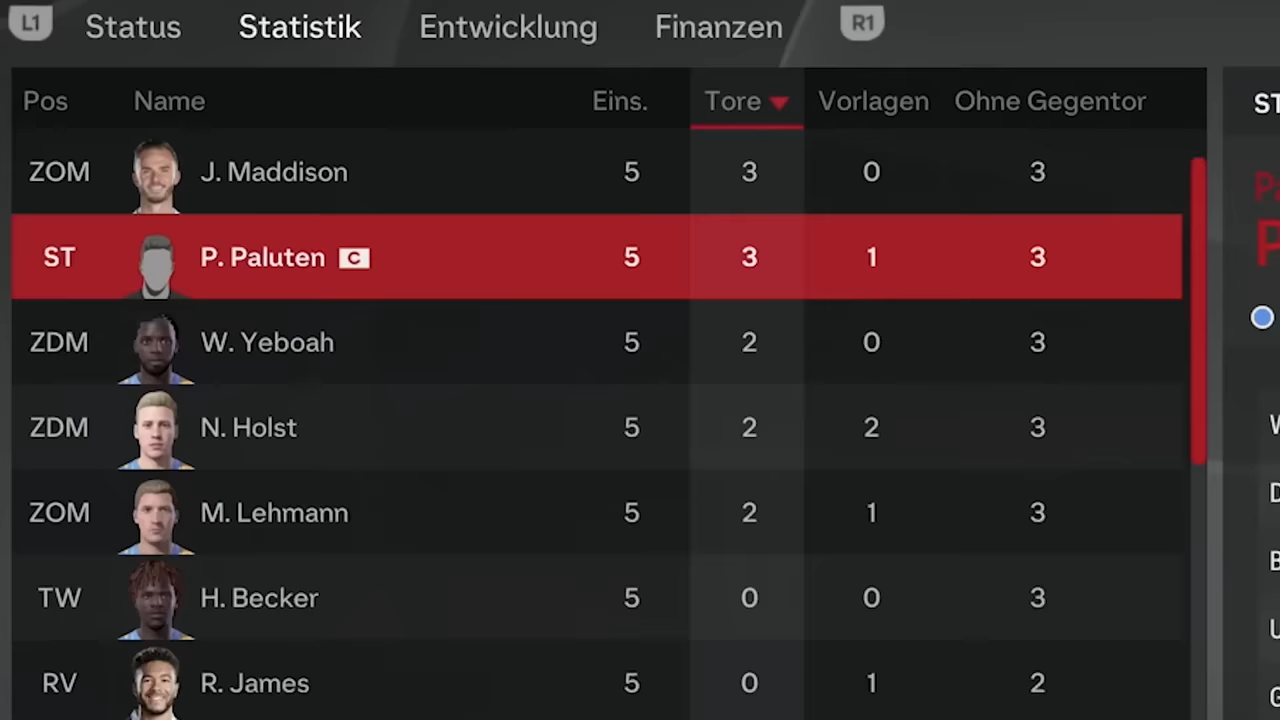 L1 Status Statistik Entwicklung Finanzen R1
Pos Name Eins. Tore Vorlagen Ohne Gegentor
ZOM J. Maddison 5 3 0 3
ST P. Paluten C 5 3 1 3
ZDM W. Yeboah 5 2 0 3
ZDM N. Holst 5 2 2 3
ZOM M. Lehmann 5 2 1 3
TW H. Becker 5 0 0 3
RV R. James 5 0 1 2
ST